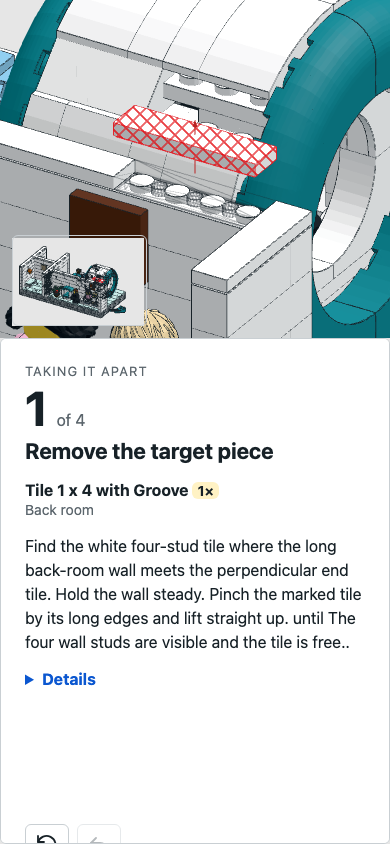 TAKING IT APART
1 of 4
Remove the target piece
Tile 1 x 4 with Groove 1×
Back room
Find the white four-stud tile where the long
back-room wall meets the perpendicular end
tile. Hold the wall steady. Pinch the marked tile
by its long edges and lift straight up. until The
four wall studs are visible and the tile is free..
Details